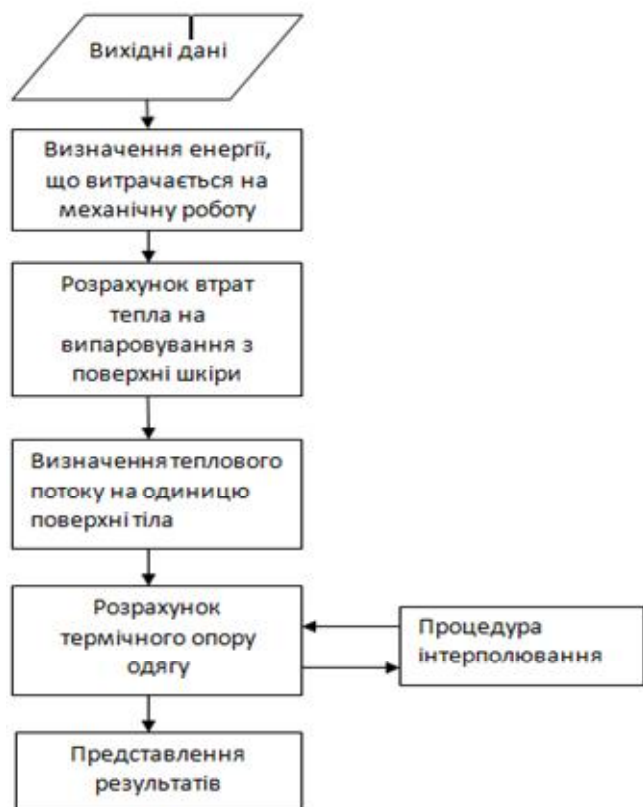 Вихідні дані
Визначення енергії,
що витрачається на
механічну роботу
Розрахунок втрат
тепла на
випаровування з
поверхні шкіри
Визначення теплового
потоку на одиницю
поверхні тіла
Розрахунок
термічного опору
одягу
Процедура
інтерполювання
Представлення
результатів